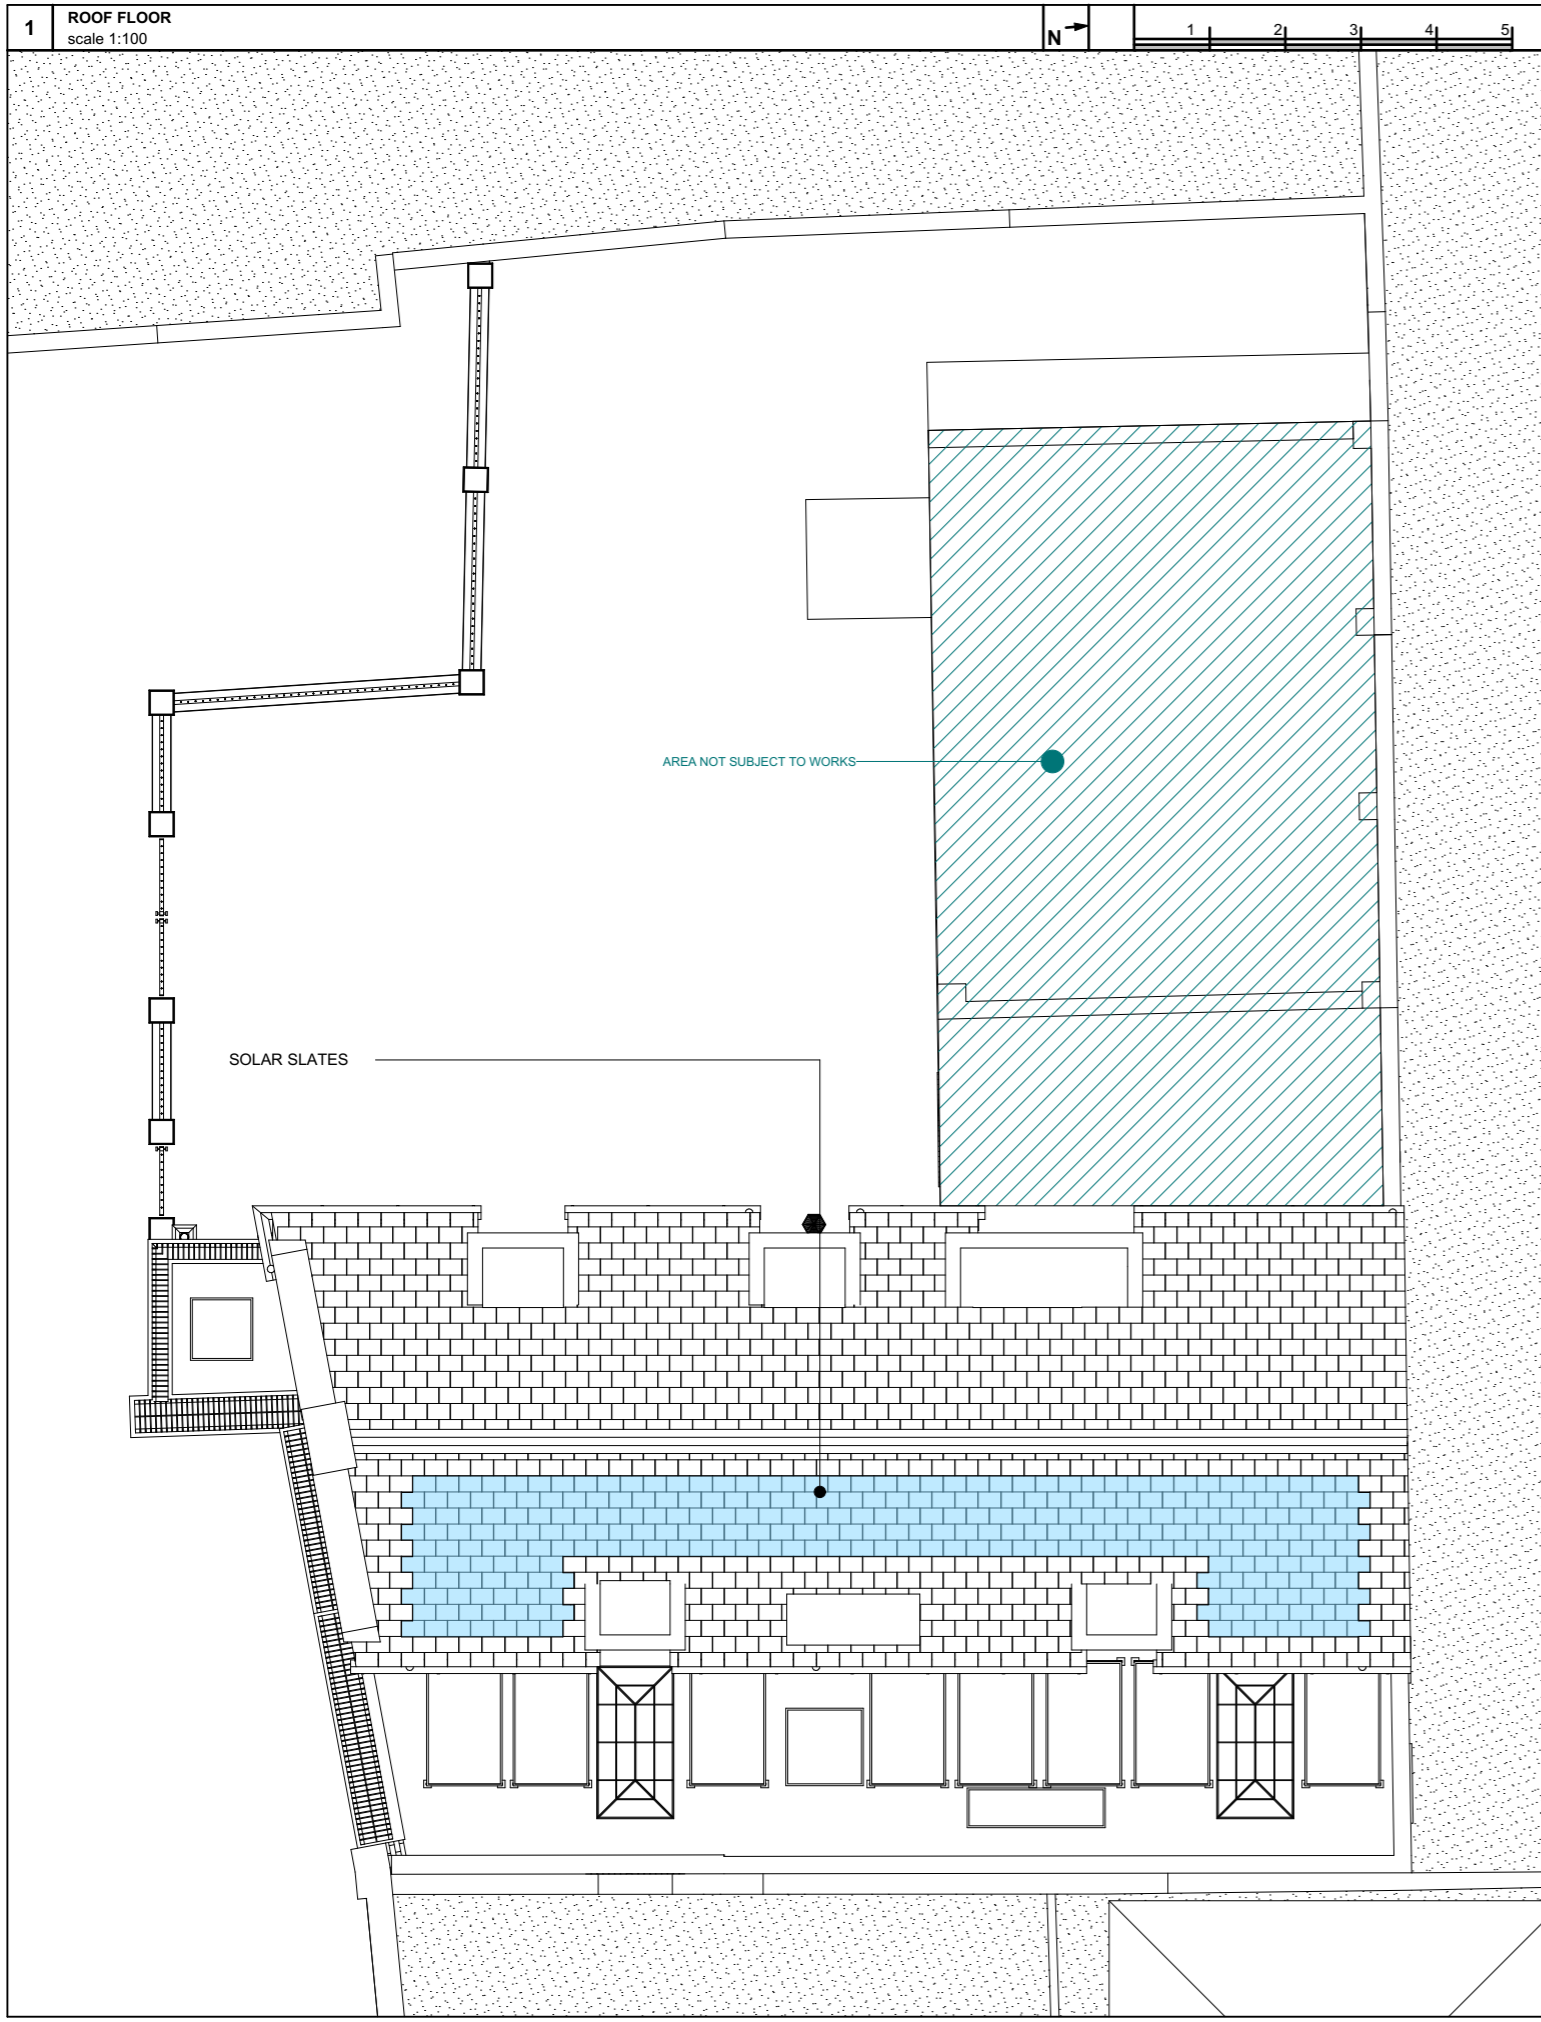 1
ROOF FLOOR
scale 1:100
N
1 2 3 4 5
AREA NOT SUBJECT TO WORKS
SOLAR SLATES